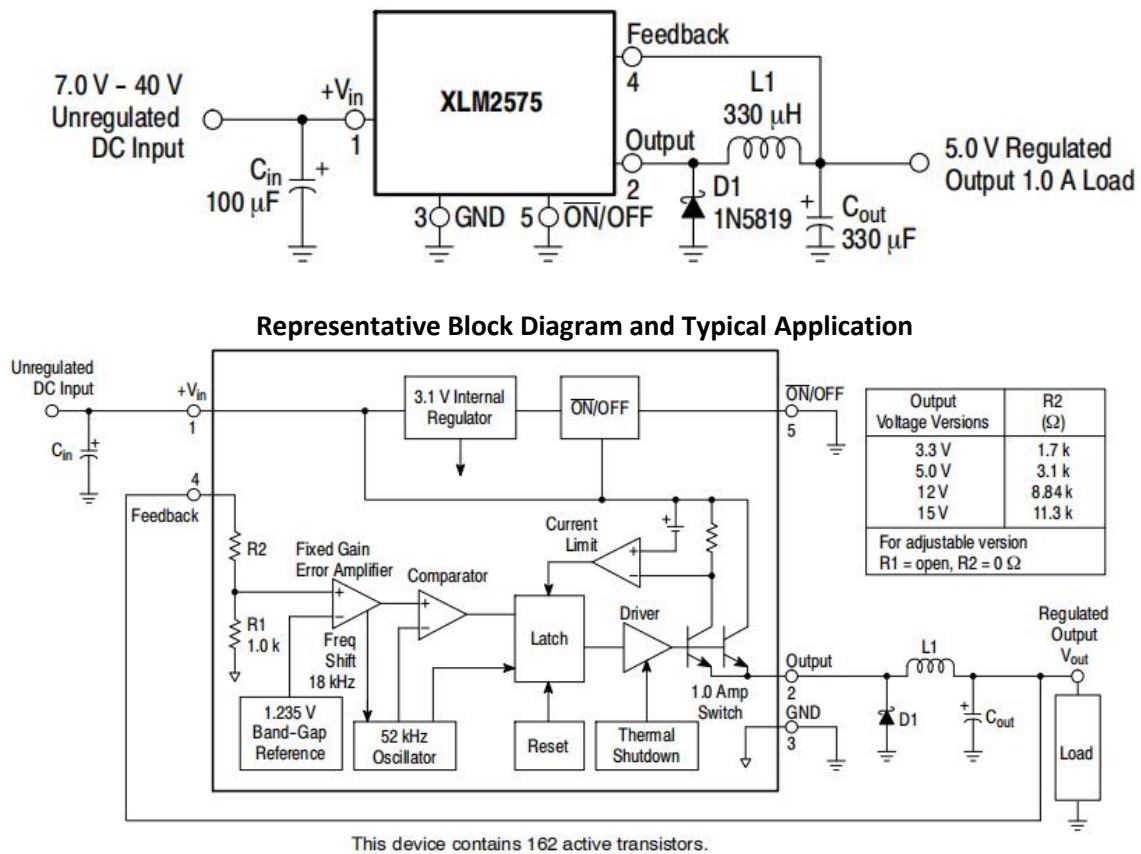 7.0 V – 40 V
Unregulated
DC Input
+Vin
1
Cin
+
100 µF
XLM2575
Feedback
4
Output
2
3
GND
5
ON/OFF
L1
330 µH
D1
1N5819
+
Cout
330 µF
5.0 V Regulated
Output 1.0 A Load
Representative Block Diagram and Typical Application
Unregulated
DC Input
+Vin
1
Cin
+
4
Feedback
R2
R1
1.0 k
Fixed Gain
Error Amplifier
+
–
Freq
Shift
18 kHz
Comparator
+
–
1.235 V
Band–Gap
Reference
52 kHz
Oscillator
3.1 V Internal
Regulator
ON/OFF
Current
Limit
+
–
+
Latch
Reset
Driver
Thermal
Shutdown
1.0 Amp
Switch
ON/OFF
5
Output
2
GND
3
Output
Voltage Versions
R2
(Ω)
3.3 V 1.7 k
5.0 V 3.1 k
12 V 8.84 k
15 V 11.3 k
For adjustable version
R1 = open, R2 = 0 Ω
D1
L1
+
Cout
Regulated
Output
Vout
Load
This device contains 162 active transistors.